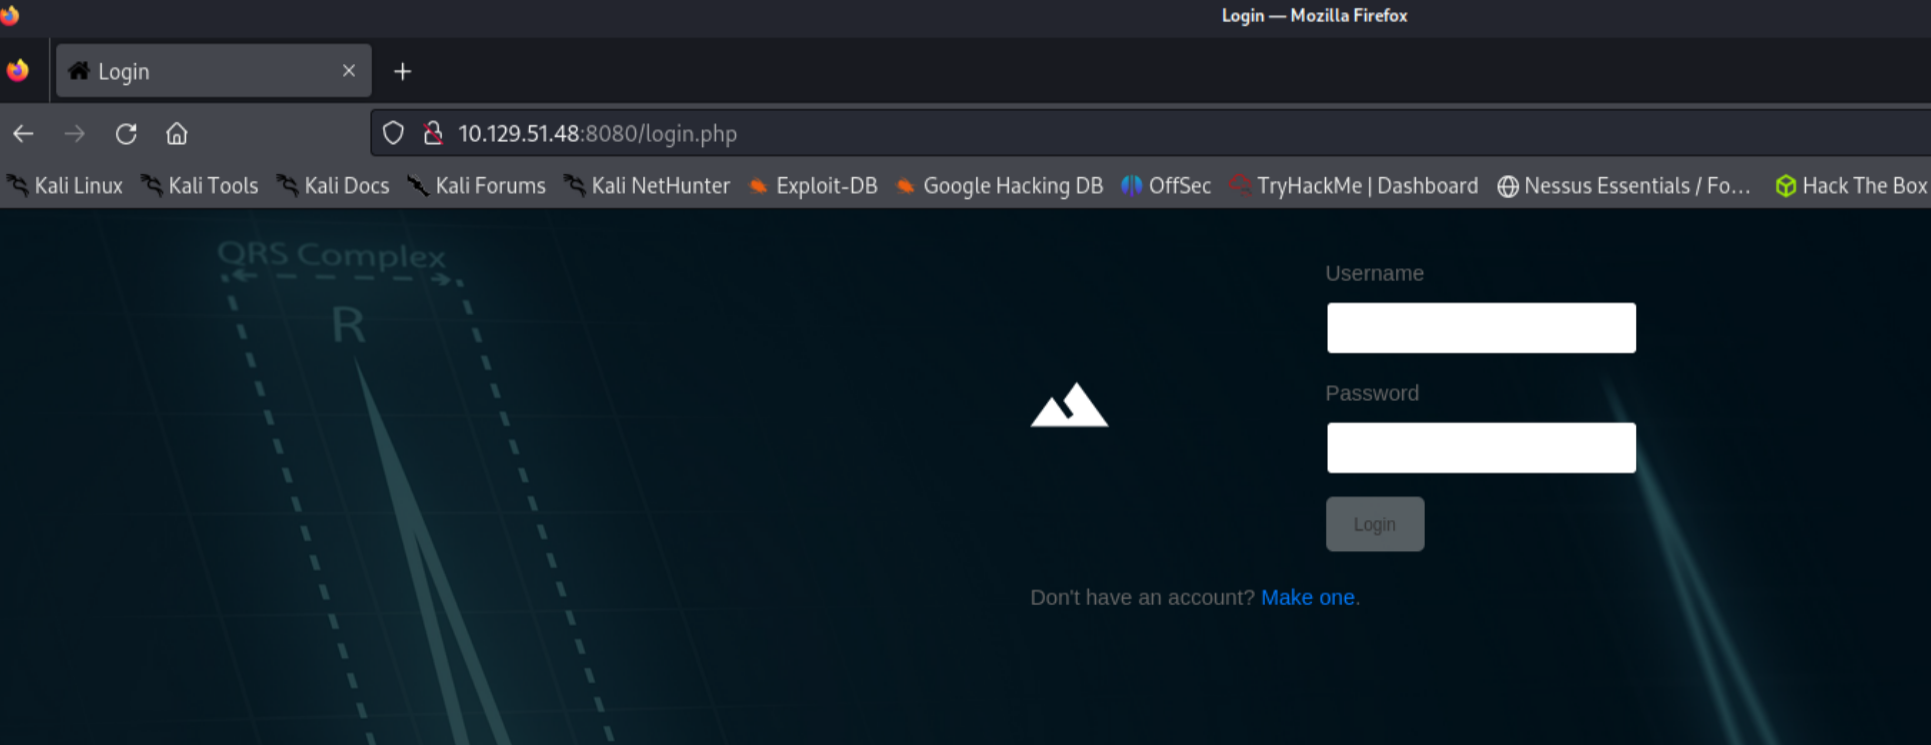 Login — Mozilla Firefox
Login
10.129.51.48:8080/login.php
Kali Linux Kali Tools Kali Docs Kali Forums Kali NetHunter Exploit-DB Google Hacking DB OffSec TryHackMe | Dashboard Nessus Essentials / Fo... Hack The Box
QRS Complex
R
Username
Password
Login
Don't have an account? Make one.